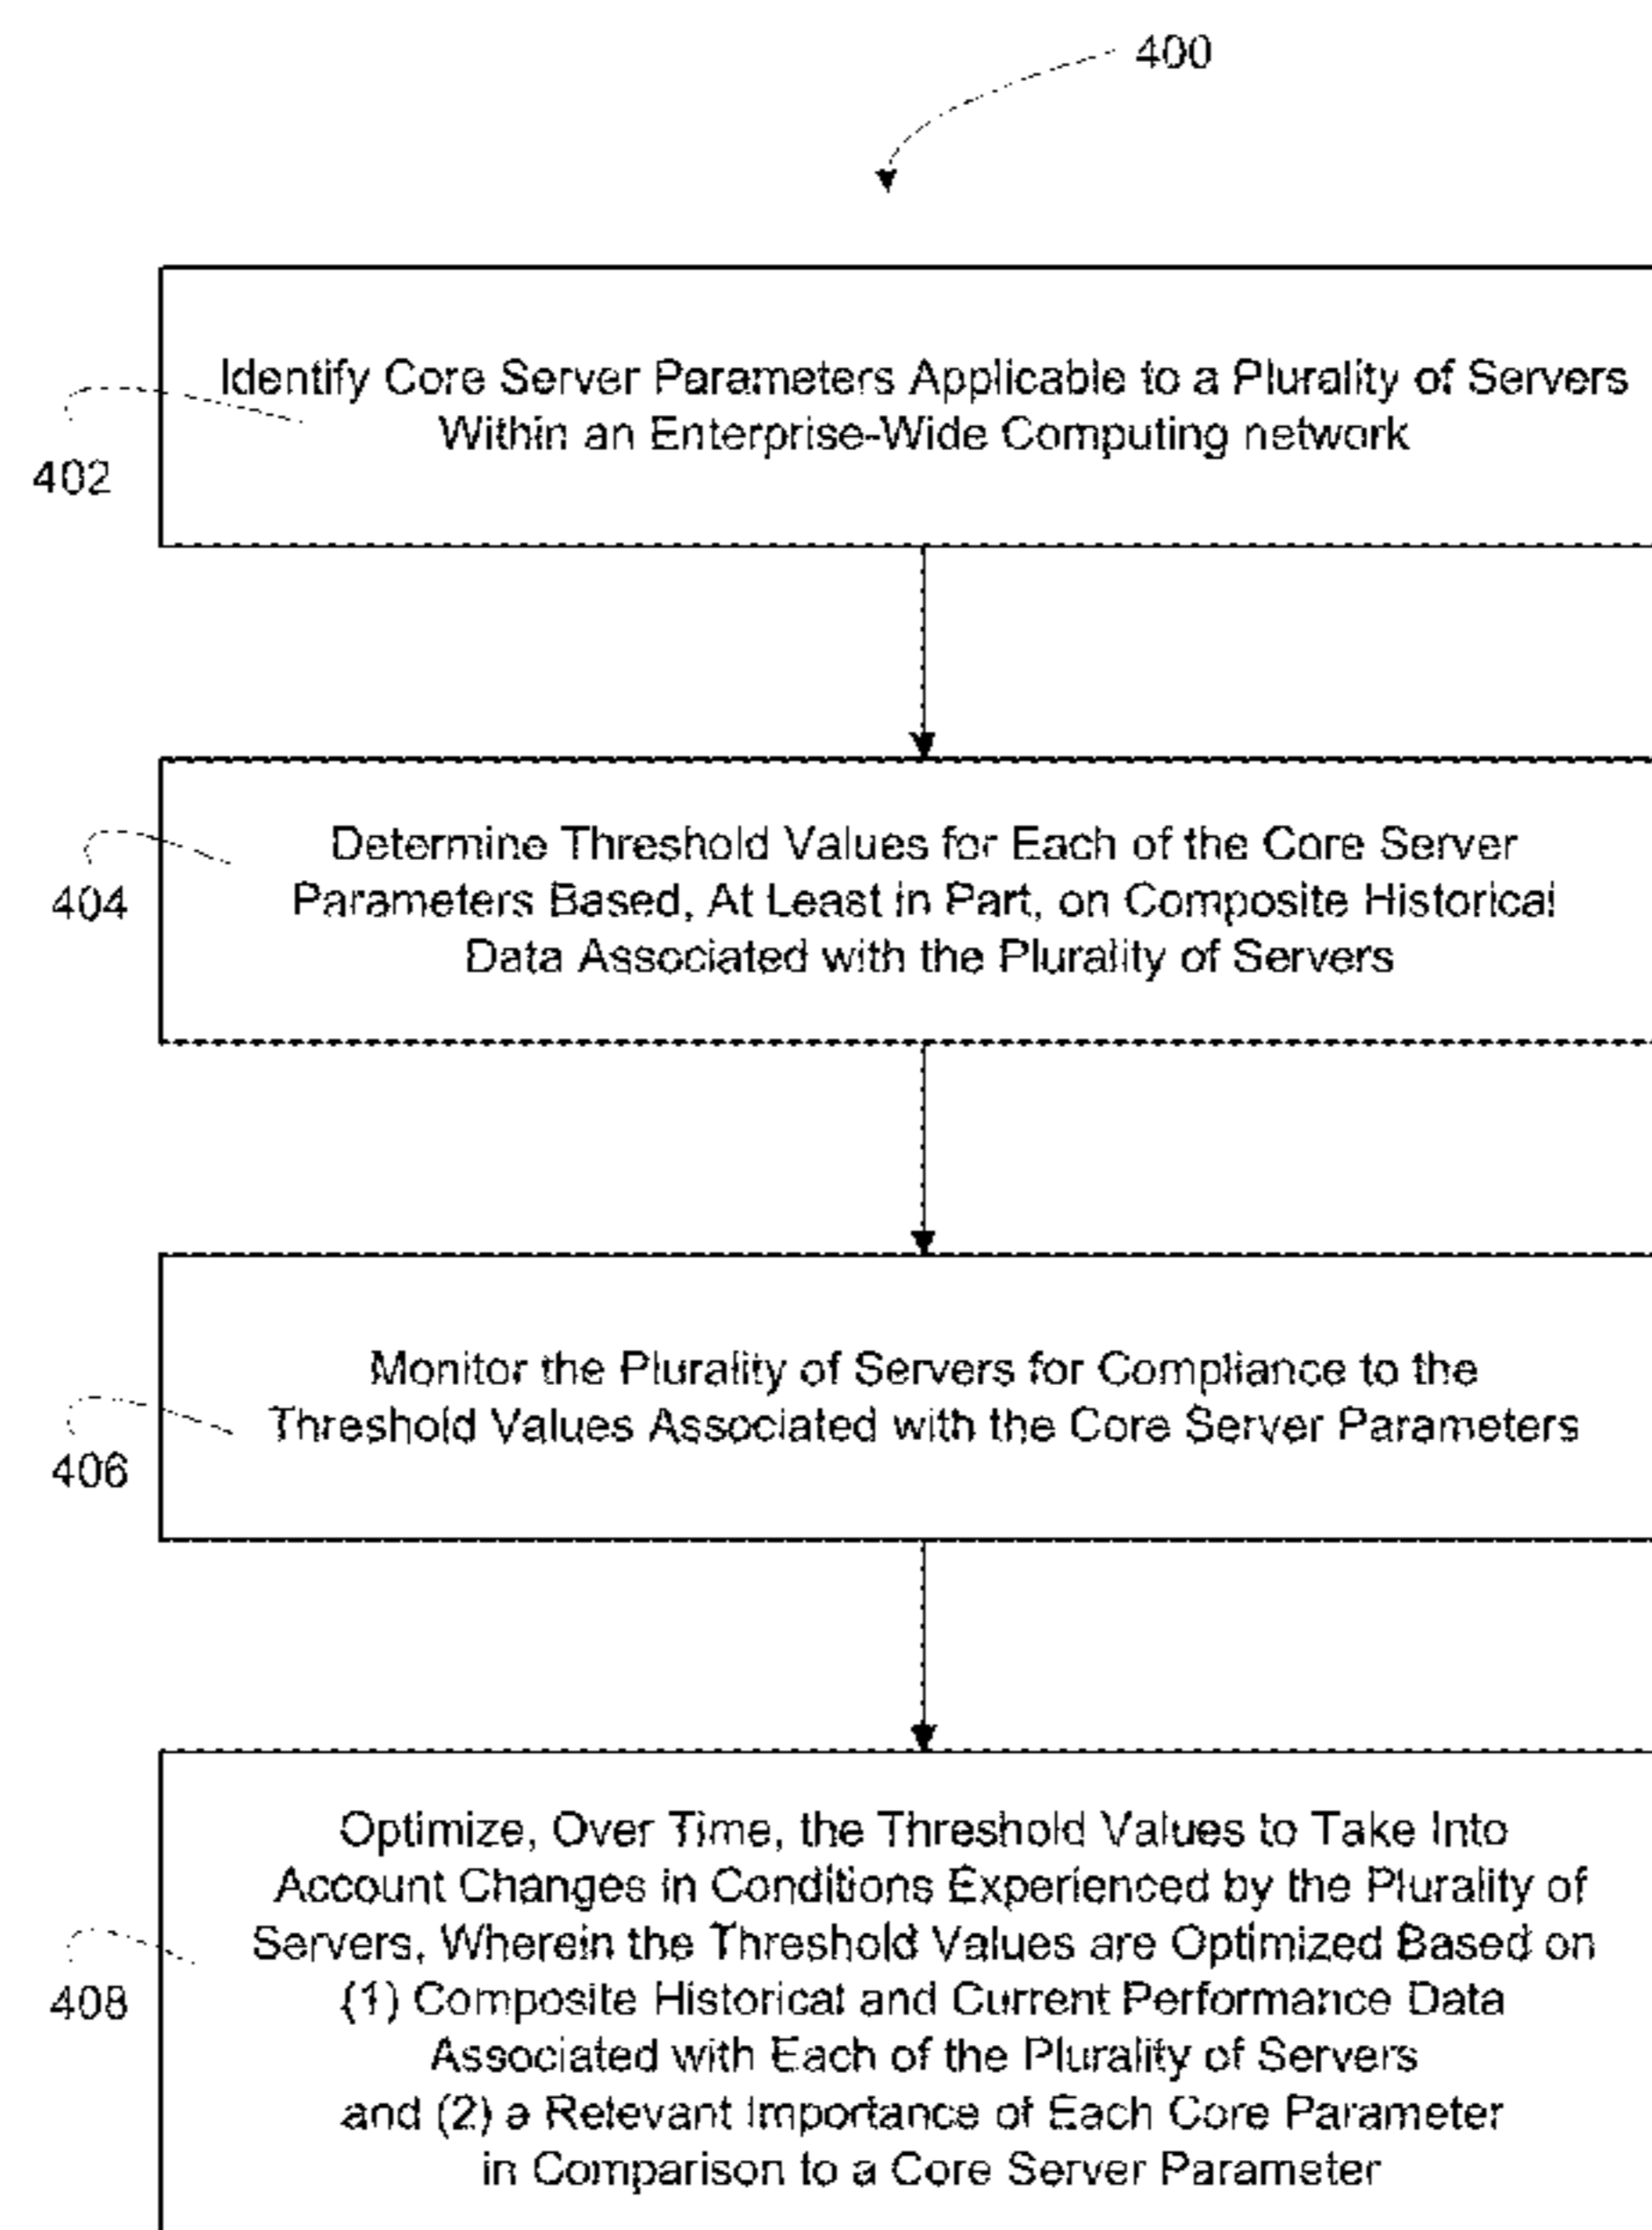 400
Identify Core Server Parameters Applicable to a Plurality of Servers
Within an Enterprise-Wide Computing network
402
Determine Threshold Values for Each of the Core Server
Parameters Based, At Least in Part, on Composite Historical
Data Associated with the Plurality of Servers
404
Monitor the Plurality of Servers for Compliance to the
Threshold Values Associated with the Core Server Parameters
406
Optimize, Over Time, the Threshold Values to Take Into
Account Changes in Conditions Experienced by the Plurality of
Servers, Wherein the Threshold Values are Optimized Based on
(1) Composite Historical and Current Performance Data
Associated with Each of the Plurality of Servers
and (2) a Relevant Importance of Each Core Parameter
in Comparison to a Core Server Parameter
408